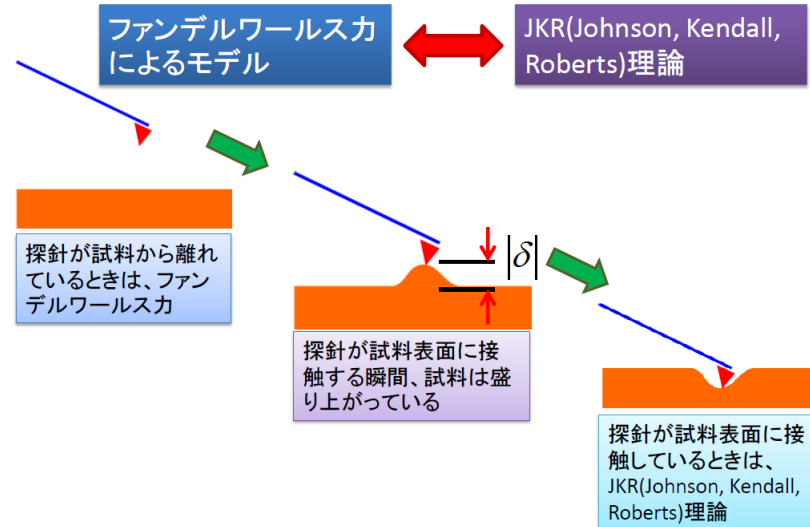 ファンデルワールス力
によるモデル
JKR(Johnson, Kendall,
Roberts)理論
探針が試料から離れ
ているときは、ファン
デルワールス力
|δ|
探針が試料表面に接
触する瞬間、試料は盛
り上がっている
探針が試料表面に接
触しているときは、
JKR(Johnson, Kendall,
Roberts)理論